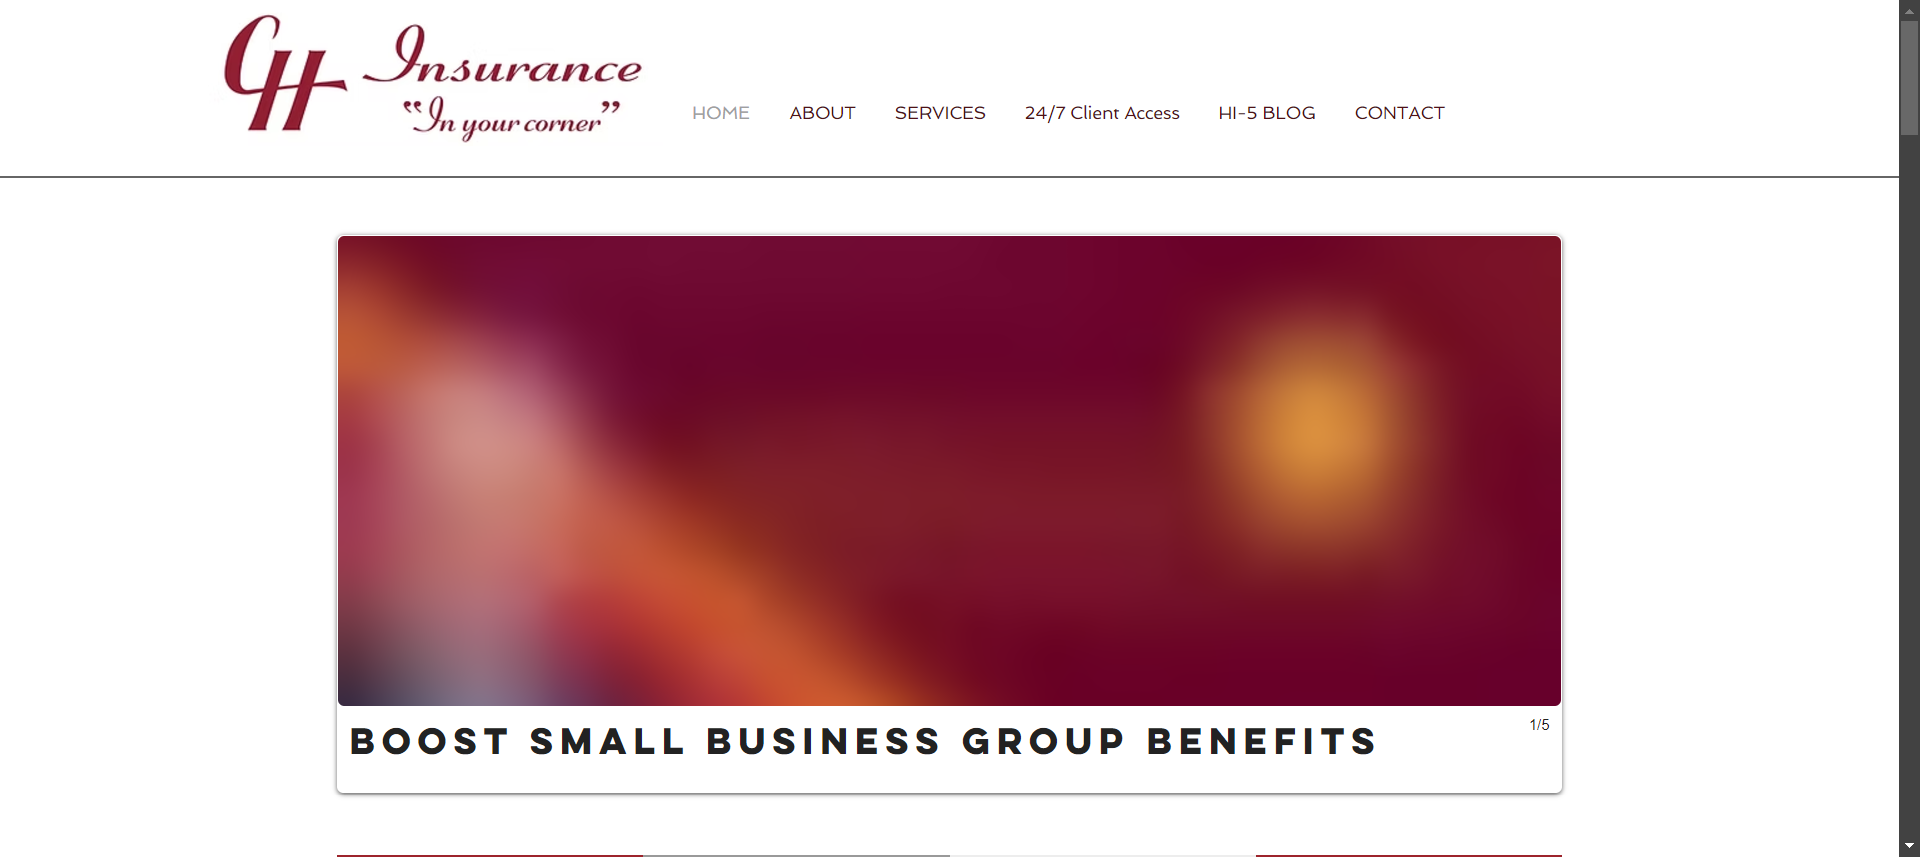 CH Insurance
"In your corner"
HOME ABOUT SERVICES 24/7 Client Access HI-5 BLOG CONTACT
BOOST SMALL BUSINESS GROUP BENEFITS
1/5